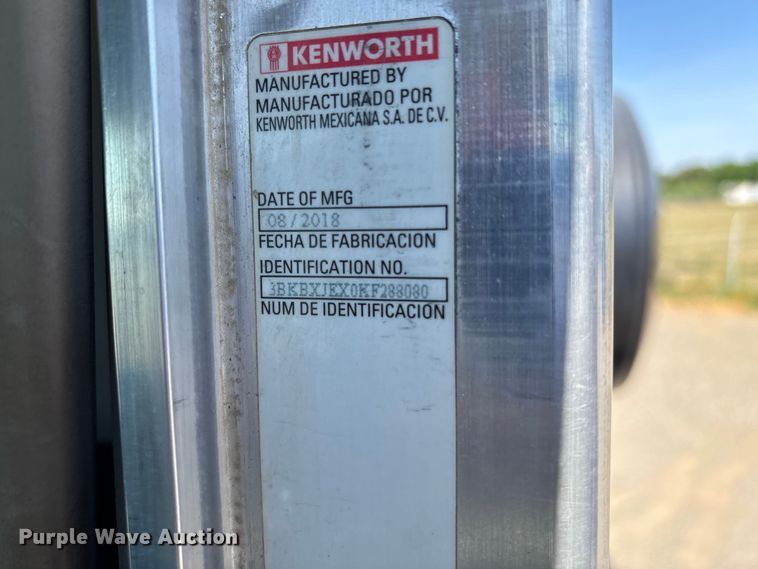 KENWORTH
MANUFACTURED BY
MANUFACTURADO POR
KENWORTH MEXICANA S.A. DE C.V.
DATE OF MFG
08/2018
FECHA DE FABRICACION
IDENTIFICATION NO.
3BKBXJEX0KF288080
NUM DE IDENTIFICACIÓN
Purple Wave Auction